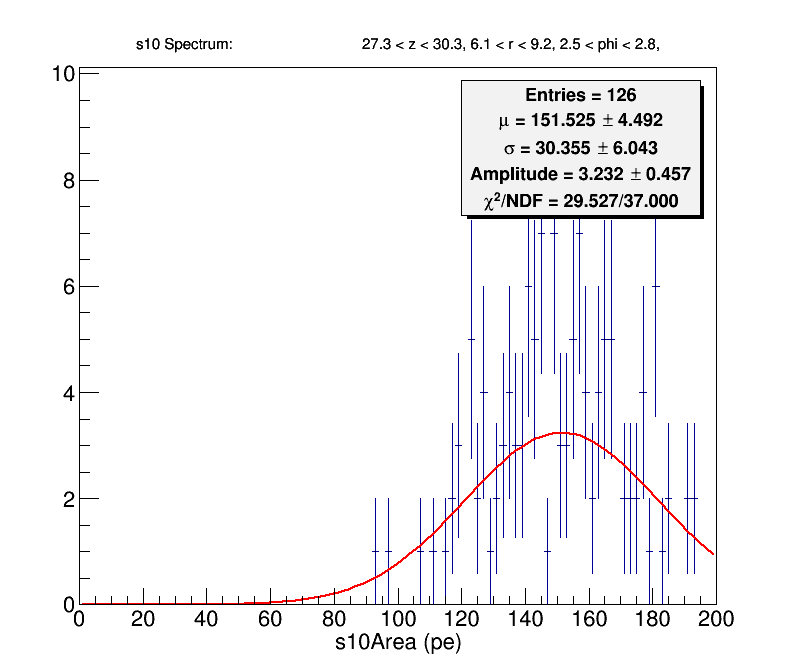 s10 Spectrum: 27.3 < z < 30.3, 6.1 < r < 9.2, 2.5 < phi < 2.8,
Entries = 126
μ = 151.525 ± 4.492
σ = 30.355 ± 6.043
Amplitude = 3.232 ± 0.457
χ²/NDF = 29.527/37.000
10
8
6
4
2
0
0 20 40 60 80 100 120 140 160 180 200
s10Area (pe)